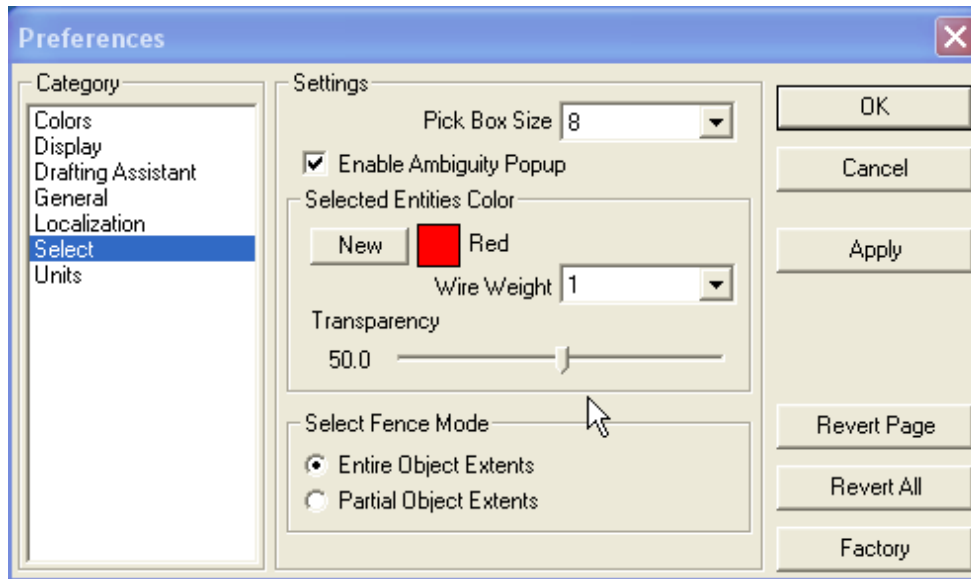 Preferences
Category
Colors
Display
Drafting Assistant
General
Localization
Select
Units
Settings
Pick Box Size 8
Enable Ambiguity Popup
Selected Entities Color
New Red
Wire Weight 1
Transparency
50.0
Select Fence Mode
Entire Object Extents
Partial Object Extents
OK
Cancel
Apply
Revert Page
Revert All
Factory